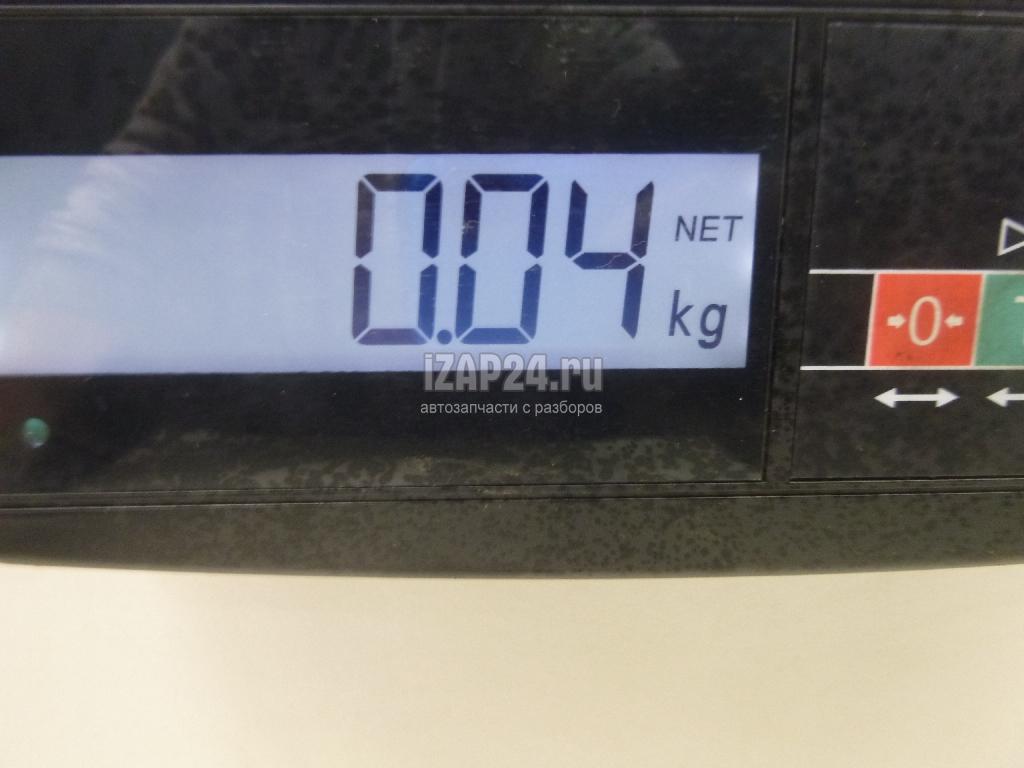 0.04
NET
kg
0
iZAP24.ru
автозапчасти с разборов